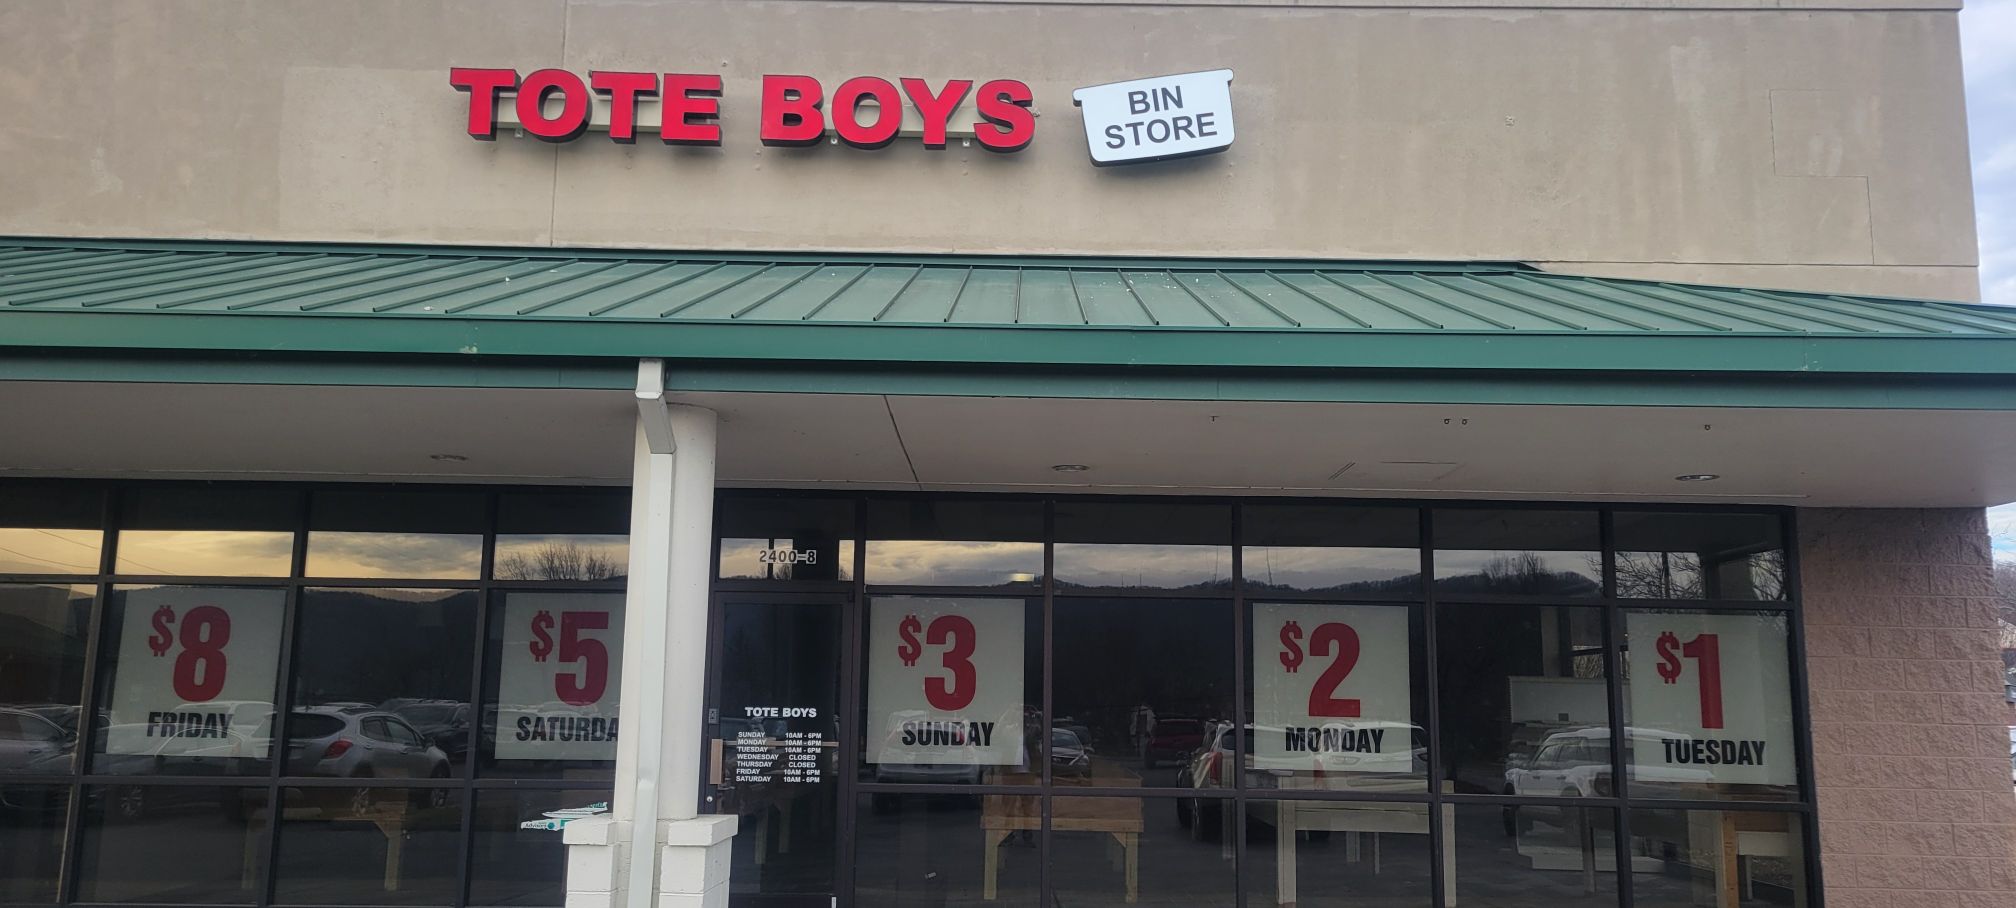 TOTE BOYS
BIN
STORE
2400-8
$8
FRIDAY
$5
SATURDA
TOTE BOYS
SUNDAY 10AM - 6PM
MONDAY 10AM - 6PM
TUESDAY 10AM - 6PM
WEDNESDAY CLOSED
THURSDAY CLOSED
FRIDAY 10AM - 6PM
SATURDAY 10AM - 6PM
$3
SUNDAY
$2
MONDAY
$1
TUESDAY